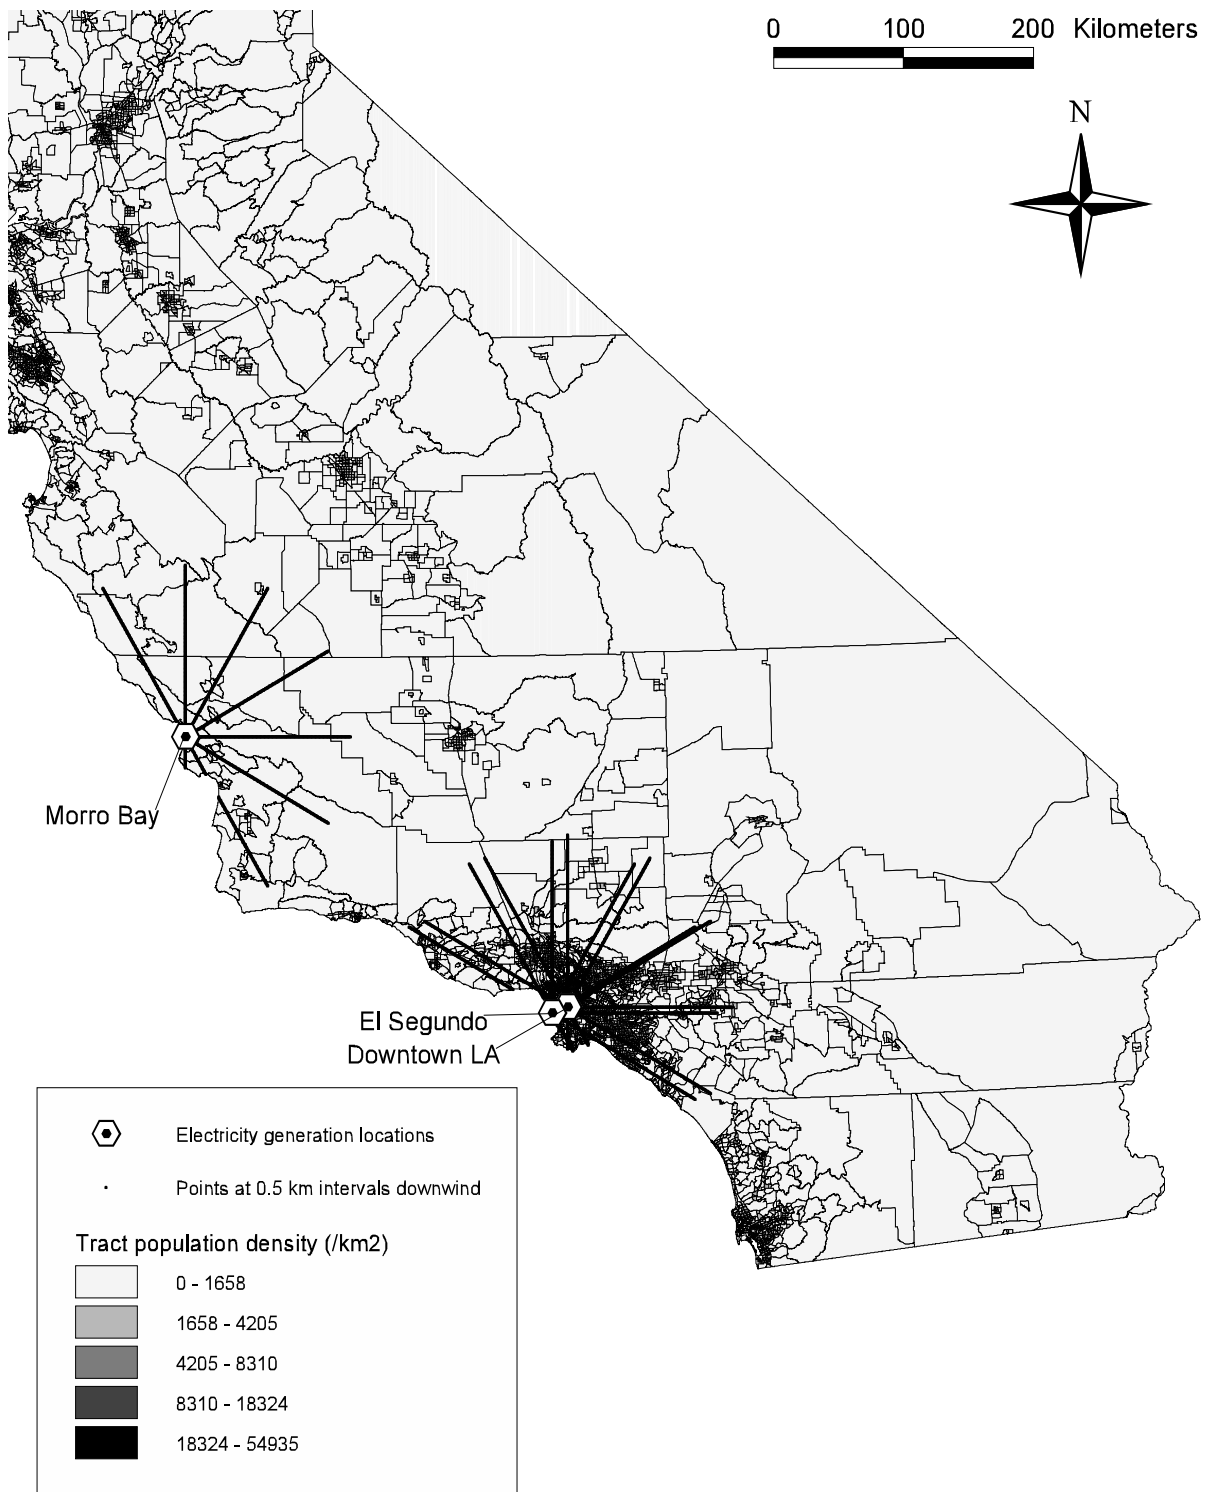 0 100 200 Kilometers
N
Morro Bay
El Segundo
Downtown LA
Electricity generation locations
Points at 0.5 km intervals downwind
Tract population density (/km2)
0 - 1658
1658 - 4205
4205 - 8310
8310 - 18324
18324 - 54935